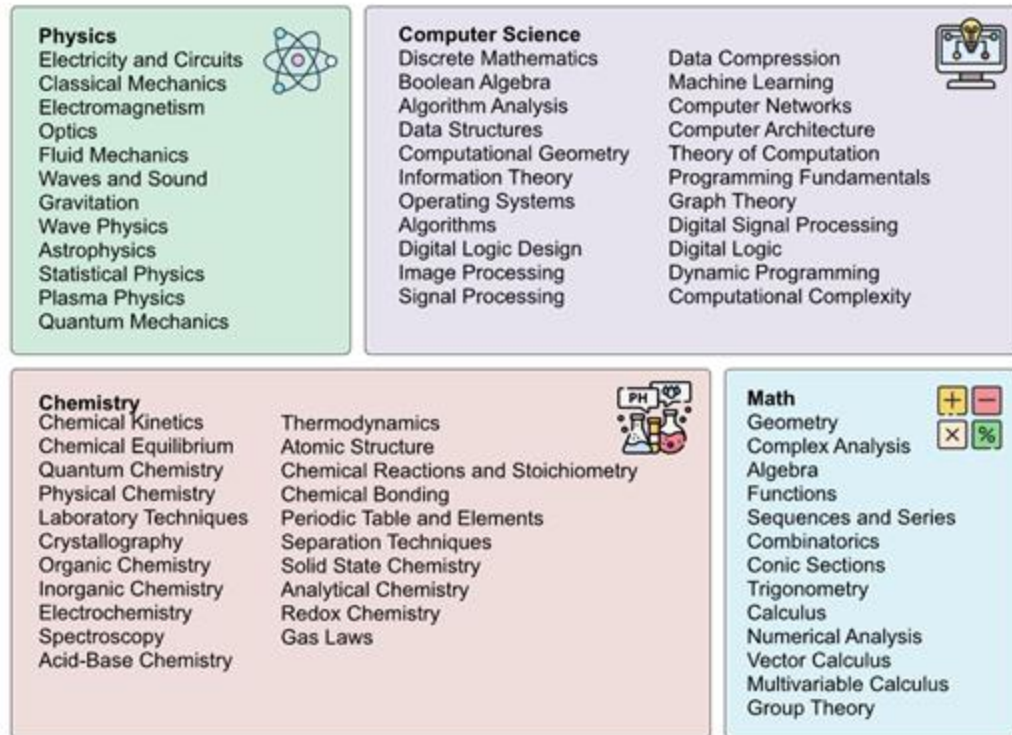 Physics
Electricity and Circuits
Classical Mechanics
Electromagnetism
Optics
Fluid Mechanics
Waves and Sound
Gravitation
Wave Physics
Astrophysics
Statistical Physics
Plasma Physics
Quantum Mechanics
Computer Science
Discrete Mathematics
Boolean Algebra
Algorithm Analysis
Data Structures
Computational Geometry
Information Theory
Operating Systems
Algorithms
Digital Logic Design
Image Processing
Signal Processing
Data Compression
Machine Learning
Computer Networks
Computer Architecture
Theory of Computation
Programming Fundamentals
Graph Theory
Digital Signal Processing
Digital Logic
Dynamic Programming
Computational Complexity
Chemistry
Chemical Kinetics
Chemical Equilibrium
Quantum Chemistry
Physical Chemistry
Laboratory Techniques
Crystallography
Organic Chemistry
Inorganic Chemistry
Electrochemistry
Spectroscopy
Acid-Base Chemistry
Thermodynamics
Atomic Structure
Chemical Reactions and Stoichiometry
Chemical Bonding
Periodic Table and Elements
Separation Techniques
Solid State Chemistry
Analytical Chemistry
Redox Chemistry
Gas Laws
PH
Math
Geometry
Complex Analysis
Algebra
Functions
Sequences and Series
Combinatorics
Conic Sections
Trigonometry
Calculus
Numerical Analysis
Vector Calculus
Multivariable Calculus
Group Theory
+ −
× %